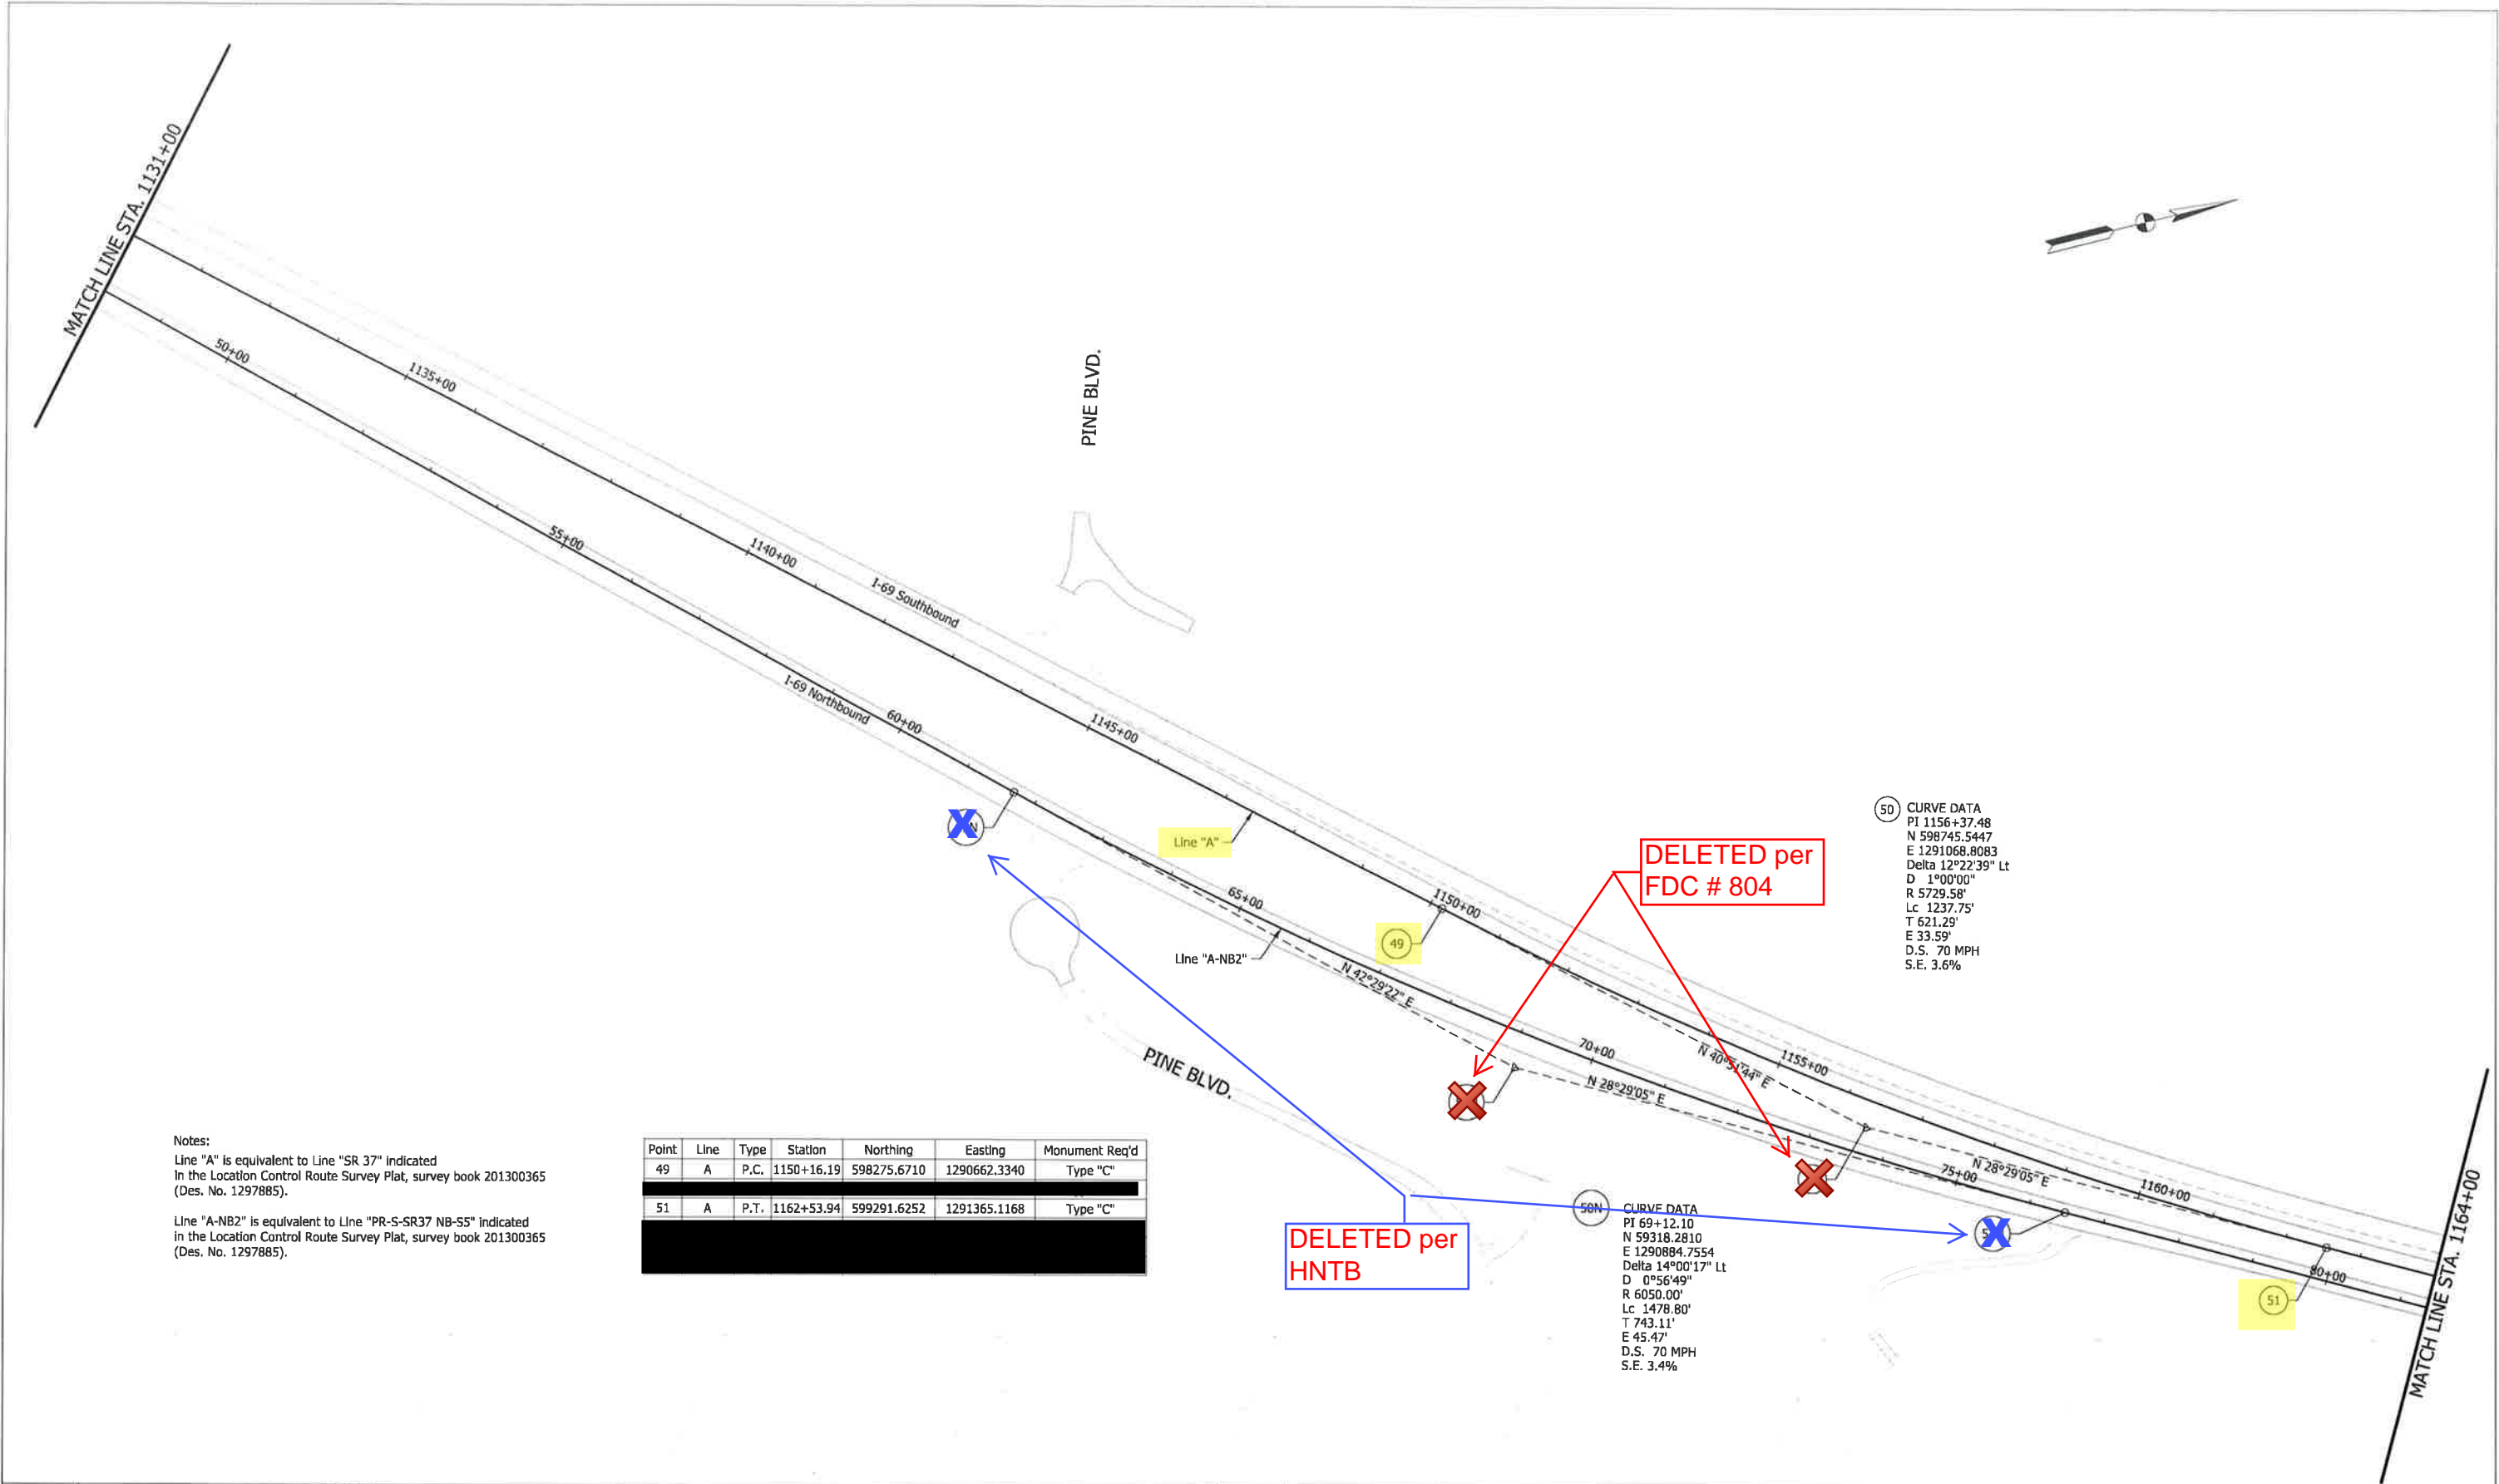 MATCH LINE STA. 1131+00
50+00
1135+00
55+00
1140+00
I-69 Southbound
PINE BLVD.
I-69 Northbound
60+00
1145+00
N
Line "A"
65+00
Line "A-NB2"
1150+00
49
N 42°29'22" E
DELETED per
FDC # 804
50 CURVE DATA
PI 1156+37.48
N 598745.5447
E 1291068.8083
Delta 12°22'39" Lt
D 1°00'00"
R 5729.58'
Lc 1237.75'
T 621.29'
E 33.59'
D.S. 70 MPH
S.E. 3.6%
PINE BLVD.
70+00
N 28°29'05" E
N 40°51'44" E
1155+00
75+00
N 28°29'05" E
1160+00
80+00
51
MATCH LINE STA. 1164+00
Notes:
Line "A" is equivalent to Line "SR 37" indicated
in the Location Control Route Survey Plat, survey book 201300365
(Des. No. 1297885).
Line "A-NB2" is equivalent to Line "PR-S-SR37 NB-S5" indicated
in the Location Control Route Survey Plat, survey book 201300365
(Des. No. 1297885).
Point Line Type Station Northing Easting Monument Req'd
49 A P.C. 1150+16.19 598275.6710 1290662.3340 Type "C"
51 A P.T. 1162+53.94 599291.6252 1291365.1168 Type "C"
DELETED per
HNTB
50N CURVE DATA
PI 69+12.10
N 59318.2810
E 1290884.7554
Delta 14°00'17" Lt
D 0°56'49"
R 6050.00'
Lc 1478.80'
T 743.11'
E 45.47'
D.S. 70 MPH
S.E. 3.4%